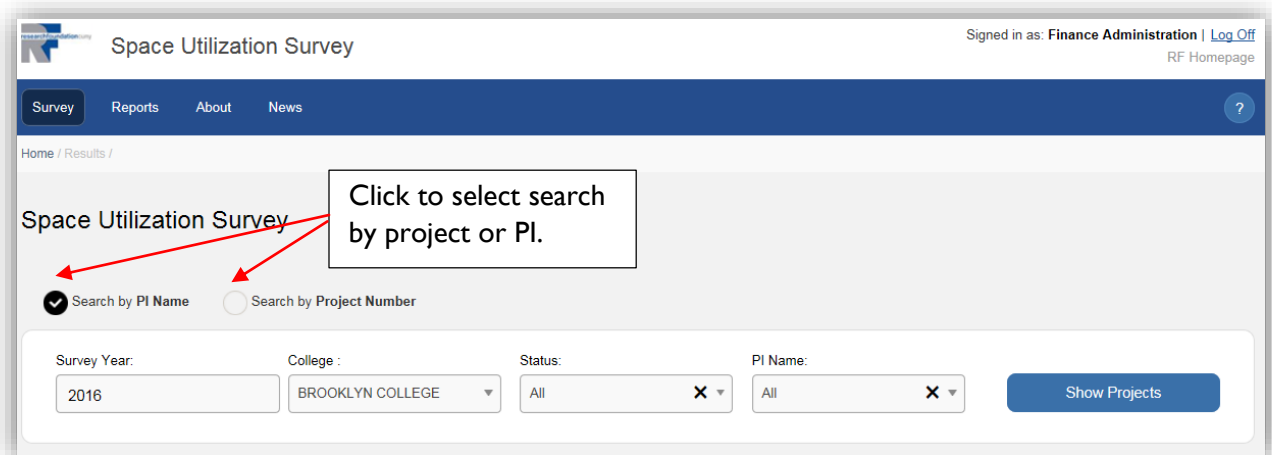 researchfoundationcuny
RF
Space Utilization Survey
Signed in as: Finance Administration | Log Off
RF Homepage
Survey Reports About News ?
Home / Results /
Click to select search
by project or PI.
Space Utilization Survey
Search by PI Name Search by Project Number
Survey Year: College : Status: PI Name:
2016 BROOKLYN COLLEGE All All Show Projects